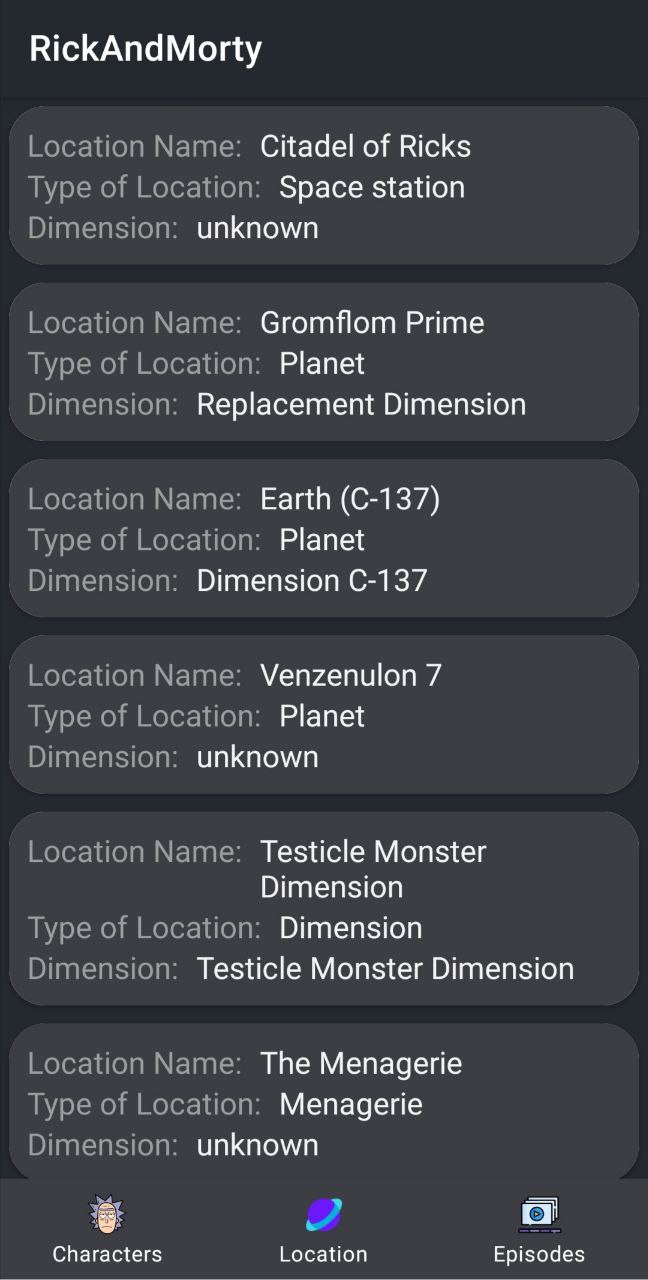 RickAndMorty
Location Name: Citadel of Ricks
Type of Location: Space station
Dimension: unknown
Location Name: Gromflom Prime
Type of Location: Planet
Dimension: Replacement Dimension
Location Name: Earth (C-137)
Type of Location: Planet
Dimension: Dimension C-137
Location Name: Venzenulon 7
Type of Location: Planet
Dimension: unknown
Location Name: Testicle Monster
Dimension
Type of Location: Dimension
Dimension: Testicle Monster Dimension
Location Name: The Menagerie
Type of Location: Menagerie
Dimension: unknown
Characters Location Episodes